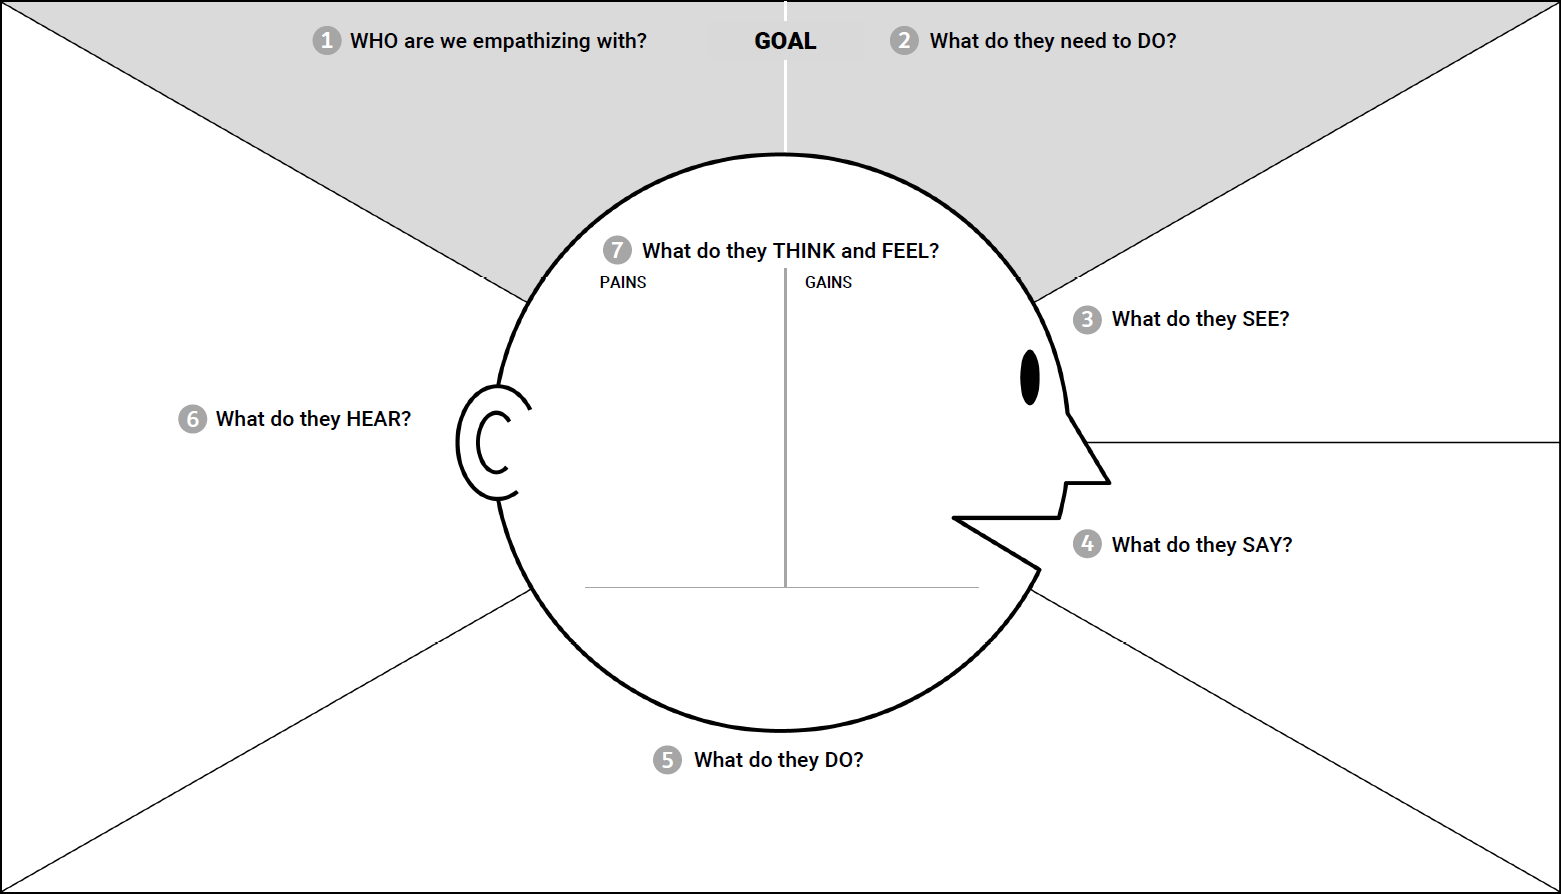 1 WHO are we empathizing with?
GOAL
2 What do they need to DO?
3 What do they SEE?
4 What do they SAY?
5 What do they DO?
6 What do they HEAR?
7 What do they THINK and FEEL?
PAINS
GAINS